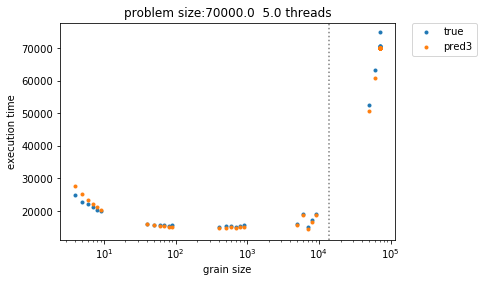 problem size:70000.0  5.0 threads
true
pred3
execution time
70000
60000
50000
40000
30000
20000
10¹ 10² 10³ 10⁴ 10⁵
grain size